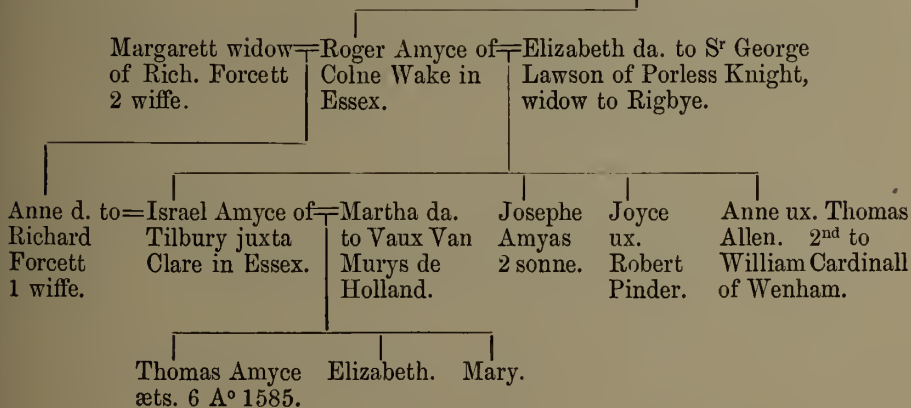 Margarett widow
of Rich. Forcett
2 wiffe.
Roger Amyce of
Colne Wake in
Essex.
Elizabeth da. to Sr George
Lawson of Porless Knight,
widow to Rigbye.
Anne d. to
Richard
Forcett
1 wiffe.
Israel Amyce of
Tilbury juxta
Clare in Essex.
Martha da.
to Vaux Van
Murys de
Holland.
Josephe
Amyas
2 sonne.
Joyce
ux.
Robert
Pinder.
Anne ux. Thomas
Allen. 2nd to
William Cardinall
of Wenham.
Thomas Amyce
æts. 6 Aº 1585.
Elizabeth.
Mary.